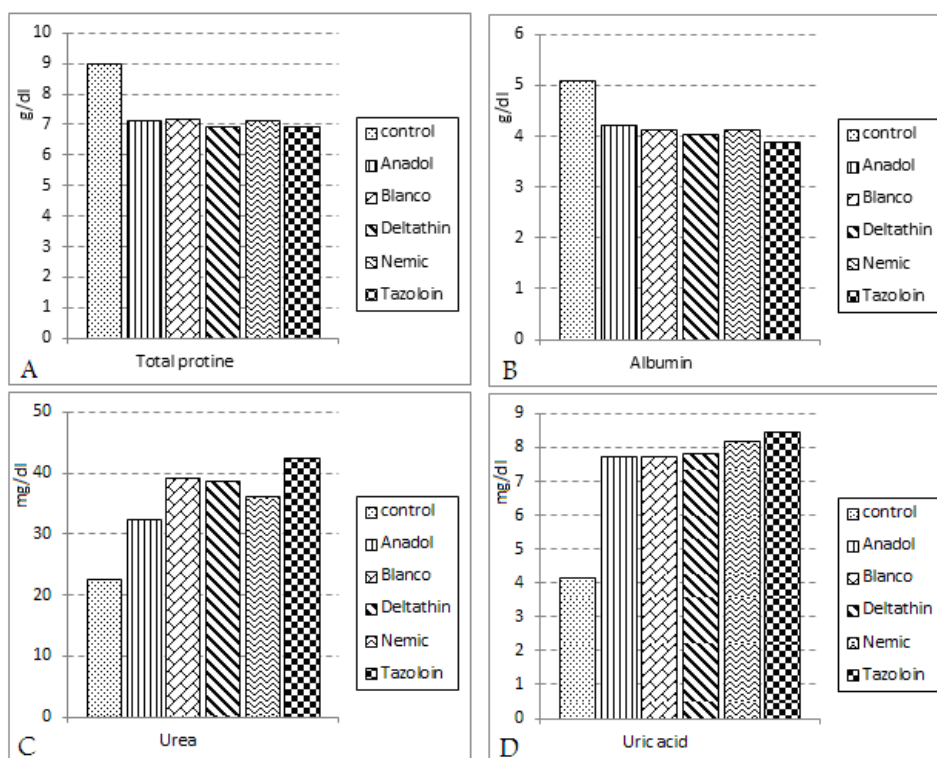 10
9
8
7
6
5
4
3
2
1
0
g/dl
Total protine
control
Anadol
Blanco
Deltathin
Nemic
Tazoloin
A
6
5
4
3
2
1
0
g/dl
Albumin
control
Anadol
Blanco
Deltathin
Nemic
Tazoloin
B
50
40
30
20
10
0
mg/dl
Urea
control
Anadol
Blanco
Deltathin
Nemic
Tazoloin
C
9
8
7
6
5
4
3
2
1
0
mg/dl
Uric acid
control
Anadol
Blanco
Deltathin
Nemic
Tazoloin
D